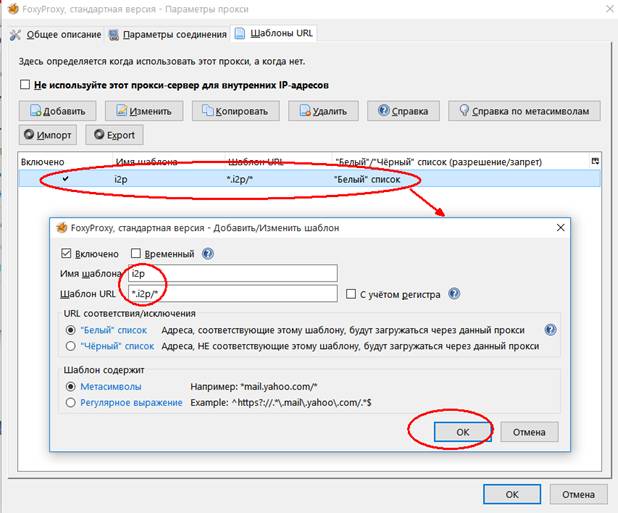 FoxyProxy, стандартная версия - Параметры прокси
Общее описание Параметры соединения Шаблоны URL
Здесь определяется когда использовать этот прокси, а когда нет.
Не используйте этот прокси-сервер для внутренних IP-адресов
Добавить Изменить Копировать Удалить Справка Справка по метасимволам
Импорт Export
Включено Имя шаблона Шаблон URL "Белый"/"Чёрный" список (разрешение/запрет)
i2p *.i2p/* "Белый" список
FoxyProxy, стандартная версия - Добавить/Изменить шаблон
Включено Временный
Имя шаблона i2p
Шаблон URL *.i2p/* С учётом регистра
URL соответствия/исключения
"Белый" список Адреса, соответствующие этому шаблону, будут загружаться через данный прокси
"Чёрный" список Адреса, НЕ соответствующие этому шаблону, будут загружаться через данный прокси
Шаблон содержит
Метасимволы Например: *mail.yahoo.com/*
Регулярное выражение Example: ^https?://.*\.mail\.yahoo\.com/.*$
ОК Отмена
ОК Отмена